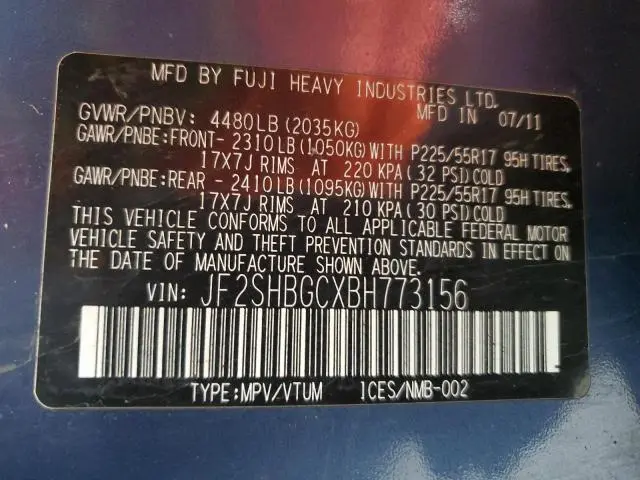 MFD BY FUJI HEAVY INDUSTRIES LTD.
MFD IN 07/11
GVWR/PNBV: 4480LB(2035KG)
GAWR/PNBE:FRONT- 2310LB(1050KG)WITH P225/55R17 95H TIRES,
17X7J RIMS AT 220 KPA(32 PSI)COLD
GAWR/PNBE:REAR - 2410LB(1095KG)WITH P225/55R17 95H TIRES,
17X7J RIMS AT 210 KPA(30 PSI)COLD
THIS VEHICLE CONFORMS TO ALL APPLICABLE FEDERAL MOTOR
VEHICLE SAFETY AND THEFT PREVENTION STANDARDS IN EFFECT ON
THE DATE OF MANUFACTURE SHOWN ABOVE.
VIN: JF2SHBGCXBH773156
TYPE:MPV/VTUM ICES/NMB-002